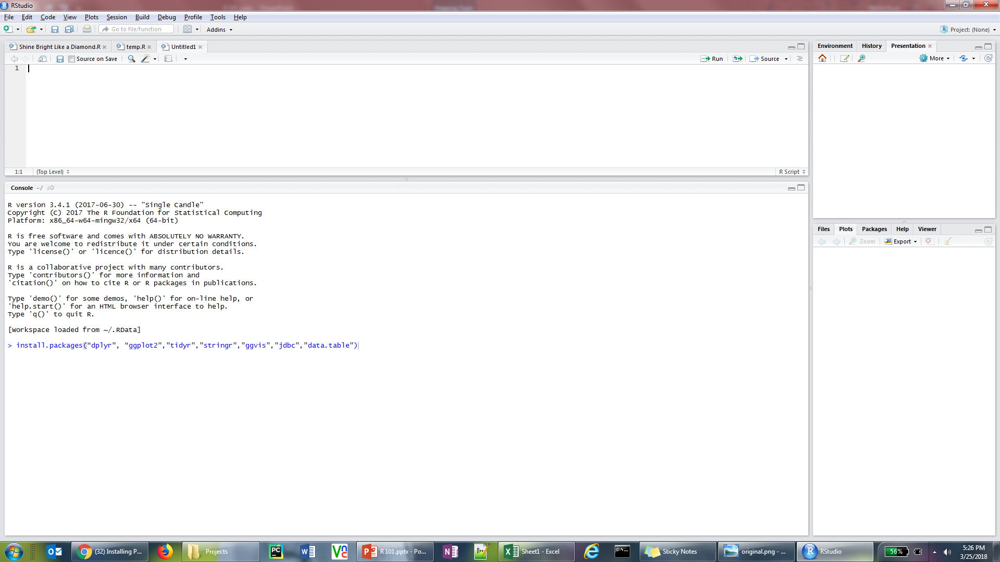 RStudio
File Edit Code View Plots Session Build Debug Profile Tools Help
Go to file/function Addins Project: (None)
Shine Bright Like a Diamond.R temp.R Untitled1
Source on Save Run Source
1
1:1 (Top Level) R Script
Console ~/
R version 3.4.1 (2017-06-30) -- "Single Candle"
Copyright (C) 2017 The R Foundation for Statistical Computing
Platform: x86_64-w64-mingw32/x64 (64-bit)
R is free software and comes with ABSOLUTELY NO WARRANTY.
You are welcome to redistribute it under certain conditions.
Type 'license()' or 'licence()' for distribution details.
R is a collaborative project with many contributors.
Type 'contributors()' for more information and
'citation()' on how to cite R or R packages in publications.
Type 'demo()' for some demos, 'help()' for on-line help, or
'help.start()' for an HTML browser interface to help.
Type 'q()' to quit R.
[Workspace loaded from ~/.RData]
> install.packages(“dplyr”, “ggplot2”,”tidyr”,”stringr”,”ggvis”,”jdbc”,”data.table”)
Environment History Presentation
More
Files Plots Packages Help Viewer
Zoom Export
(32) Installing P... Projects R 101.pptx - Po... Sheet1 - Excel Sticky Notes original.png - ... RStudio 56% 5:26 PM
3/25/2018